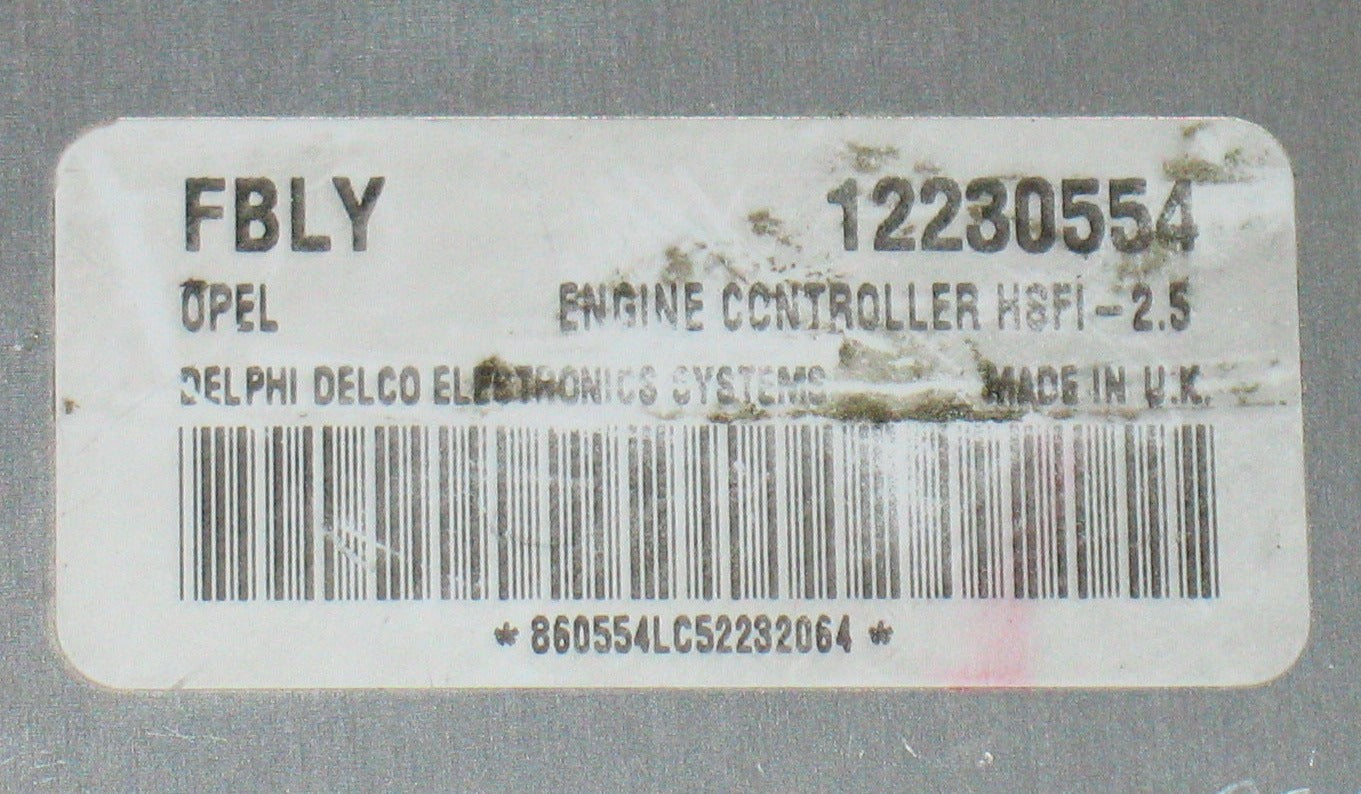 FBLY 12230554
OPEL ENGINE CONTROLLER HSFI-2.5
DELPHI DELCO ELECTRONICS SYSTEMS MADE IN U.K.
* 860554LC52232064 *